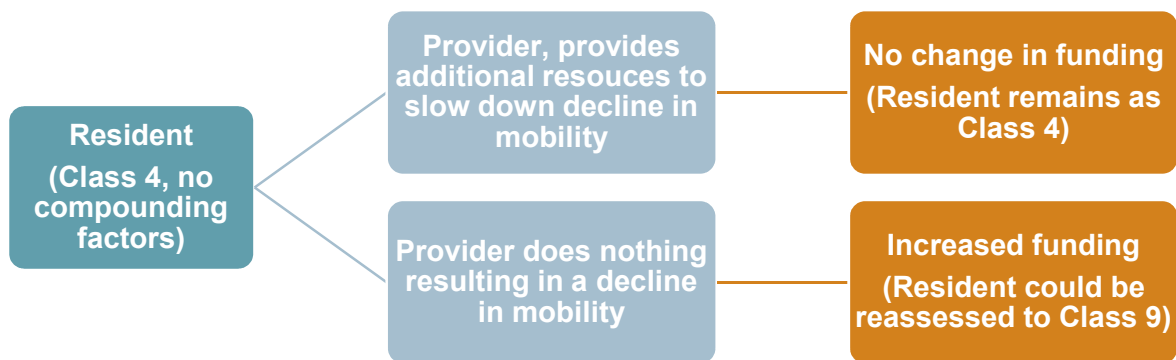 Resident
(Class 4, no
compounding
factors)
Provider, provides
additional resouces to
slow down decline in
mobility
No change in funding
(Resident remains as
Class 4)
Provider does nothing
resulting in a decline
in mobility
Increased funding
(Resident could be
reassessed to Class 9)